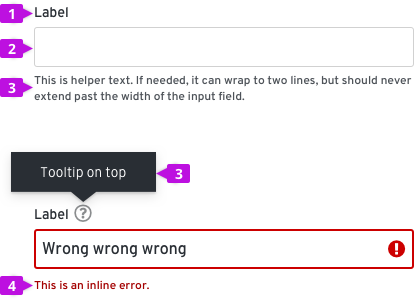 1 Label
2
3 This is helper text. If needed, it can wrap to two lines, but should never
extend past the width of the input field.
Tooltip on top 3
Label ?
Wrong wrong wrong !
4 This is an inline error.